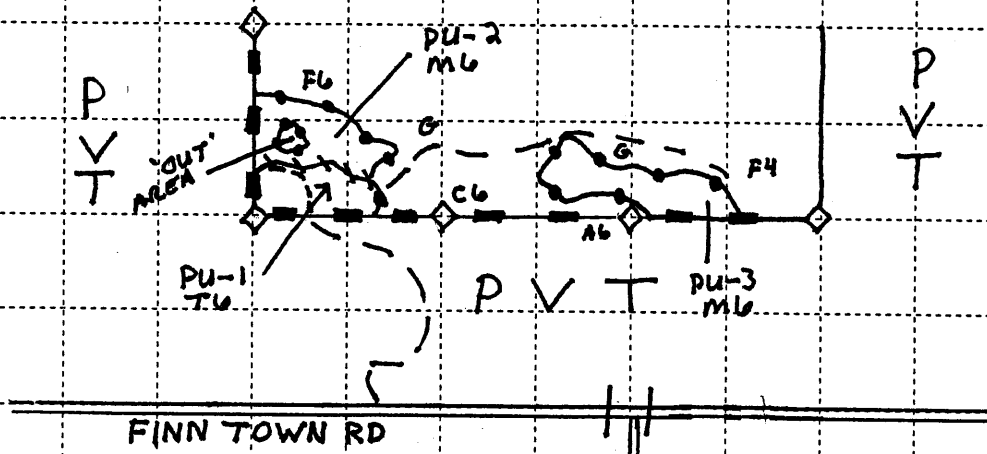 PU-2
M6
P
V
T
F6
G
"OUT"
AREA
G
F4
P
V
T
C6
A6
PU-1
T6
P V T
PU-3
M6
FINN TOWN RD